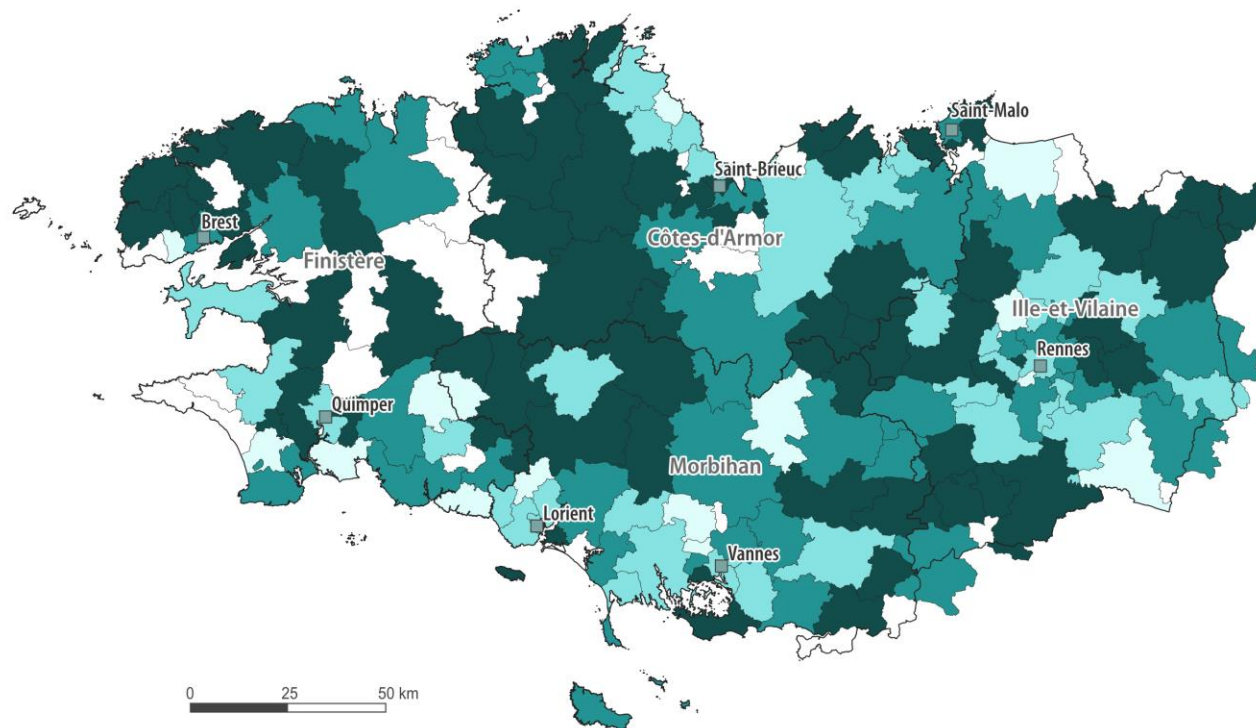 Saint-Malo
Saint-Brieuc
Brest
Côtes-d'Armor
Finistère
Ille-et-Vilaine
Rennes
Quimper
Morbihan
Lorient
Vannes
0 25 50 km